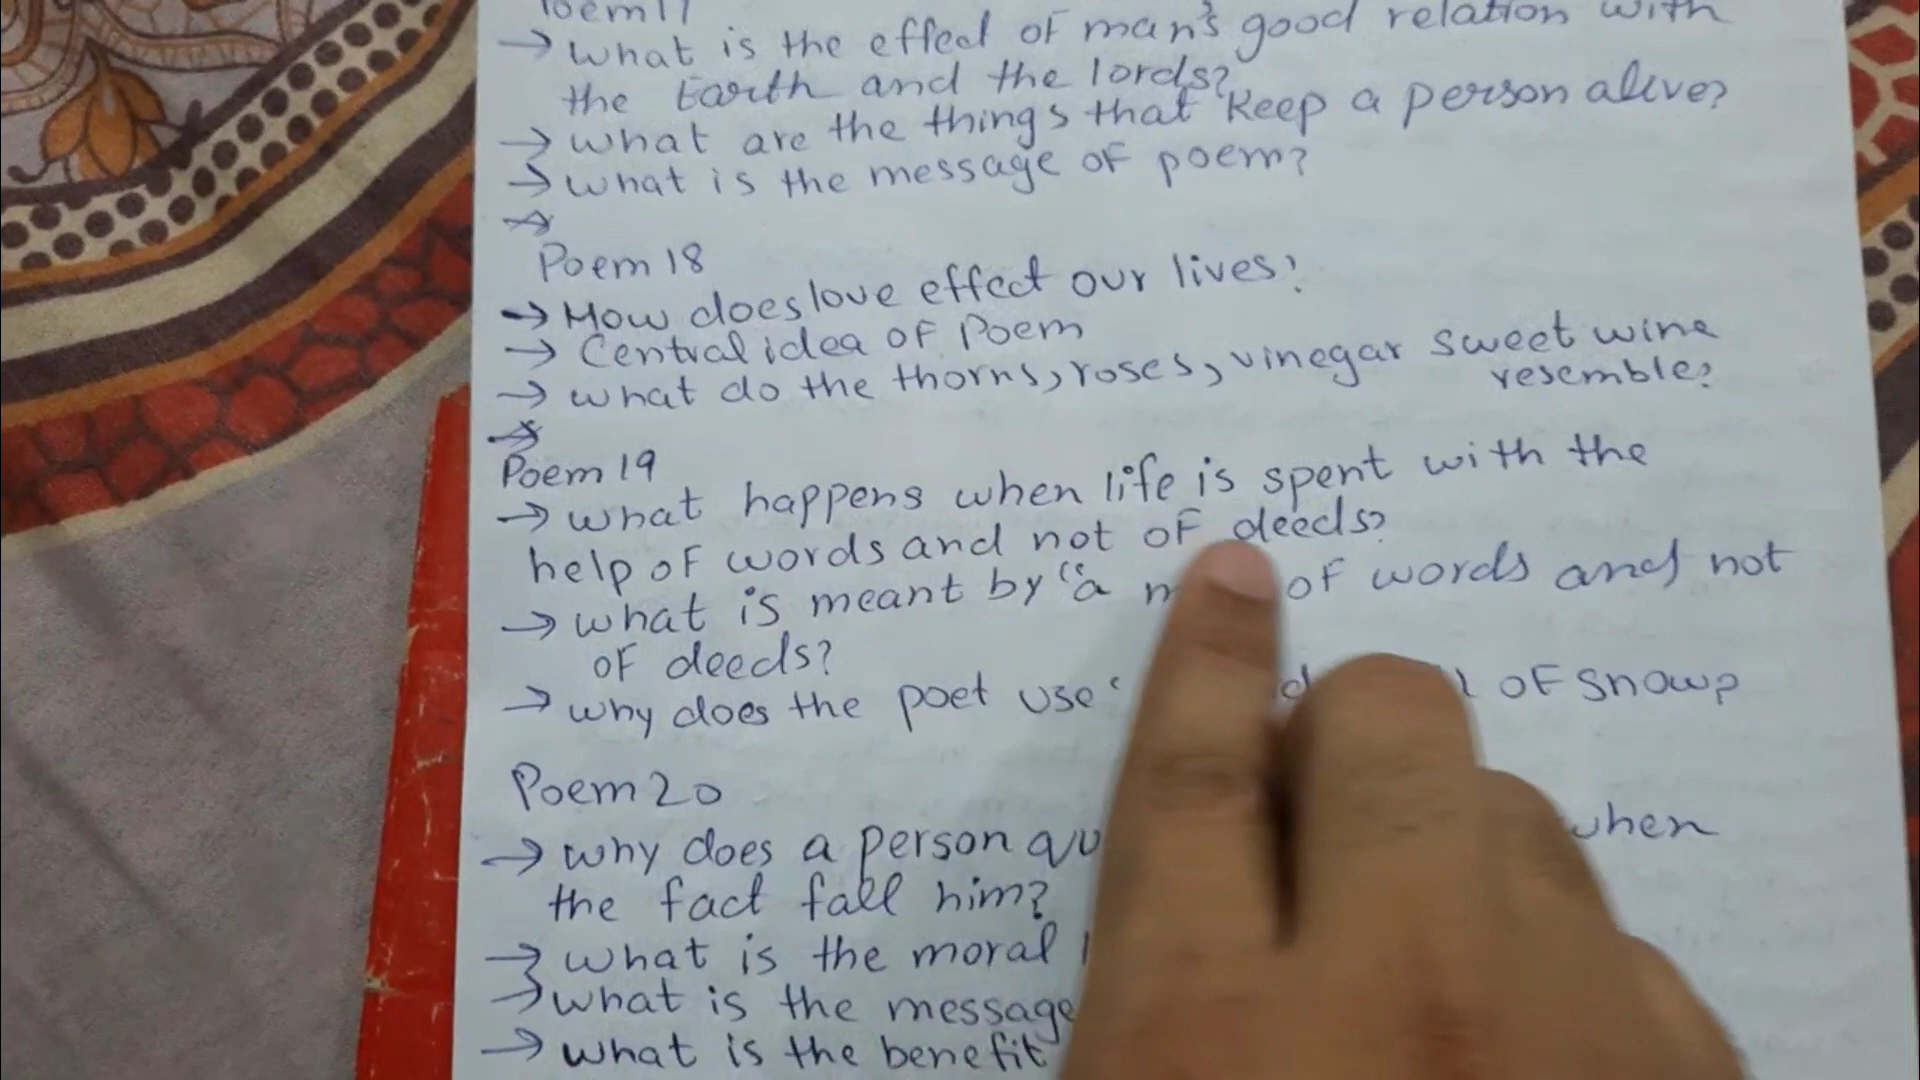 Poem 17
→ What is the effect of man's good relation with
the Earth and the lords?
→ What are the things that keep a person alive?
→ What is the message of poem?
Poem 18
→ How does love effect our lives?
→ Central idea of Poem
→ What do the thorns, roses, vinegar sweet wine
resemble?
Poem 19
→ What happens when life is spent with the
help of words and not of deeds?
→ What is meant by "a of words and not
of deeds?
→ Why does the poet use of snow?
Poem 20
→ Why does a person when
the fact fall him?
→ What is the moral
→ What is the message
→ What is the benefit